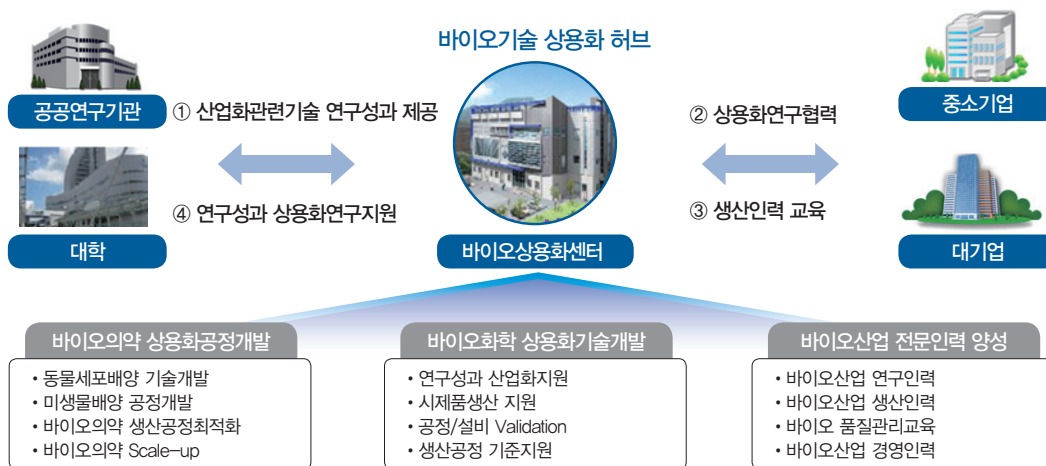 바이오기술 상용화 허브
공공연구기관
① 산업화관련기술 연구성과 제공
② 상용화연구협력
중소기업
④ 연구성과 상용화연구지원
③ 생산인력 교육
대학
바이오상용화센터
대기업
바이오의약 상용화공정개발
• 동물세포배양 기술개발
• 미생물배양 공정개발
• 바이오의약 생산공정최적화
• 바이오의약 Scale-up
바이오화학 상용화기술개발
• 연구성과 산업화지원
• 시제품생산 지원
• 공정/설비 Validation
• 생산공정 기준지원
바이오산업 전문인력 양성
• 바이오산업 연구인력
• 바이오산업 생산인력
• 바이오 품질관리교육
• 바이오산업 경영인력